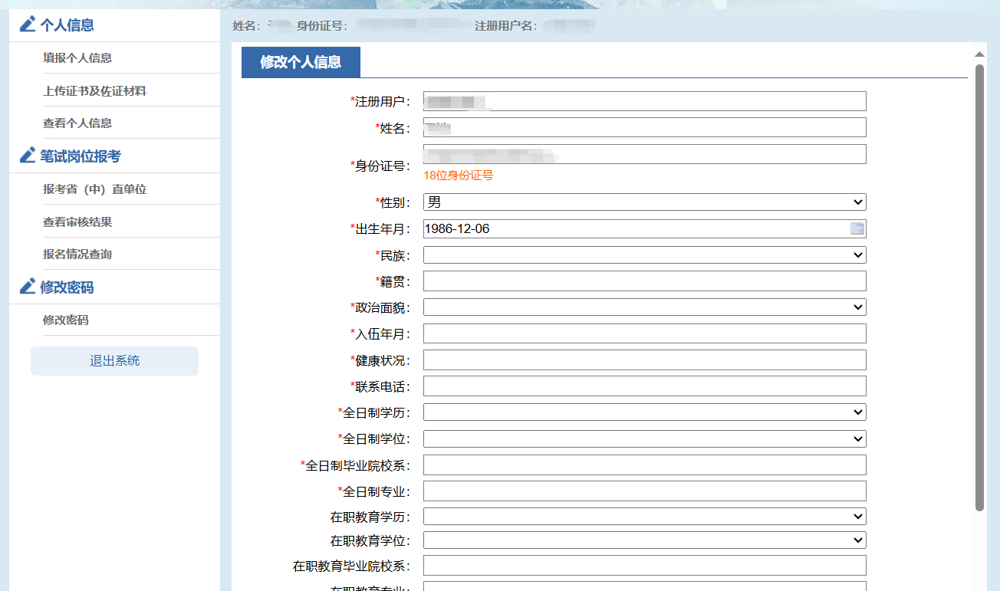 个人信息
填报个人信息
上传证书及佐证材料
查看个人信息
笔试岗位报考
报考省（中）直单位
查看审核结果
报名情况查询
修改密码
修改密码
退出系统
姓名： 身份证号： 注册用户名：
修改个人信息
*注册用户：
*姓名：
*身份证号：
18位身份证号
*性别： 男
*出生年月： 1986-12-06
*民族：
*籍贯：
*政治面貌：
*入伍年月：
*健康状况：
*联系电话：
*全日制学历：
*全日制学位：
*全日制毕业院校系：
*全日制专业：
在职教育学历：
在职教育学位：
在职教育毕业院校系：
在职教育专业：